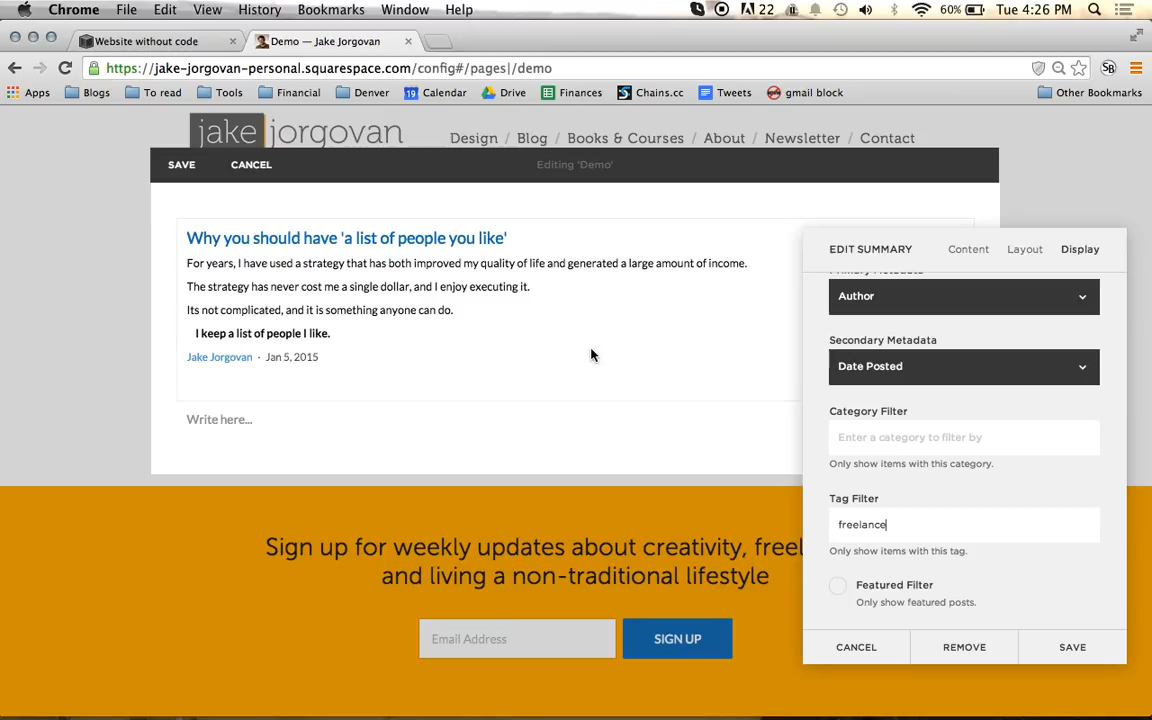 Chrome File Edit View History Bookmarks Window Help 22 60% Tue 4:26 PM
Website without code Demo — Jake Jorgovan
https://jake-jorgovan-personal.squarespace.com/config#/pages|/demo SB
Apps Blogs To read Tools Financial Denver 19 Calendar Drive Finances Chains.cc Tweets gmail block Other Bookmarks
jake jorgovan Design / Blog / Books & Courses / About / Newsletter / Contact
SAVE CANCEL Editing 'Demo'
Why you should have 'a list of people you like'
For years, I have used a strategy that has both improved my quality of life and generated a large amount of income.
The strategy has never cost me a single dollar, and I enjoy executing it.
Its not complicated, and it is something anyone can do.
I keep a list of people I like.
Jake Jorgovan · Jan 5, 2015
Write here...
EDIT SUMMARY Content Layout Display
Primary Metadata
Author
Secondary Metadata
Date Posted
Category Filter
Enter a category to filter by
Only show items with this category.
Tag Filter
freelance
Only show items with this tag.
Featured Filter
Only show featured posts.
CANCEL REMOVE SAVE
Sign up for weekly updates about creativity,
and living a non-traditional lifestyle
Email Address SIGN UP